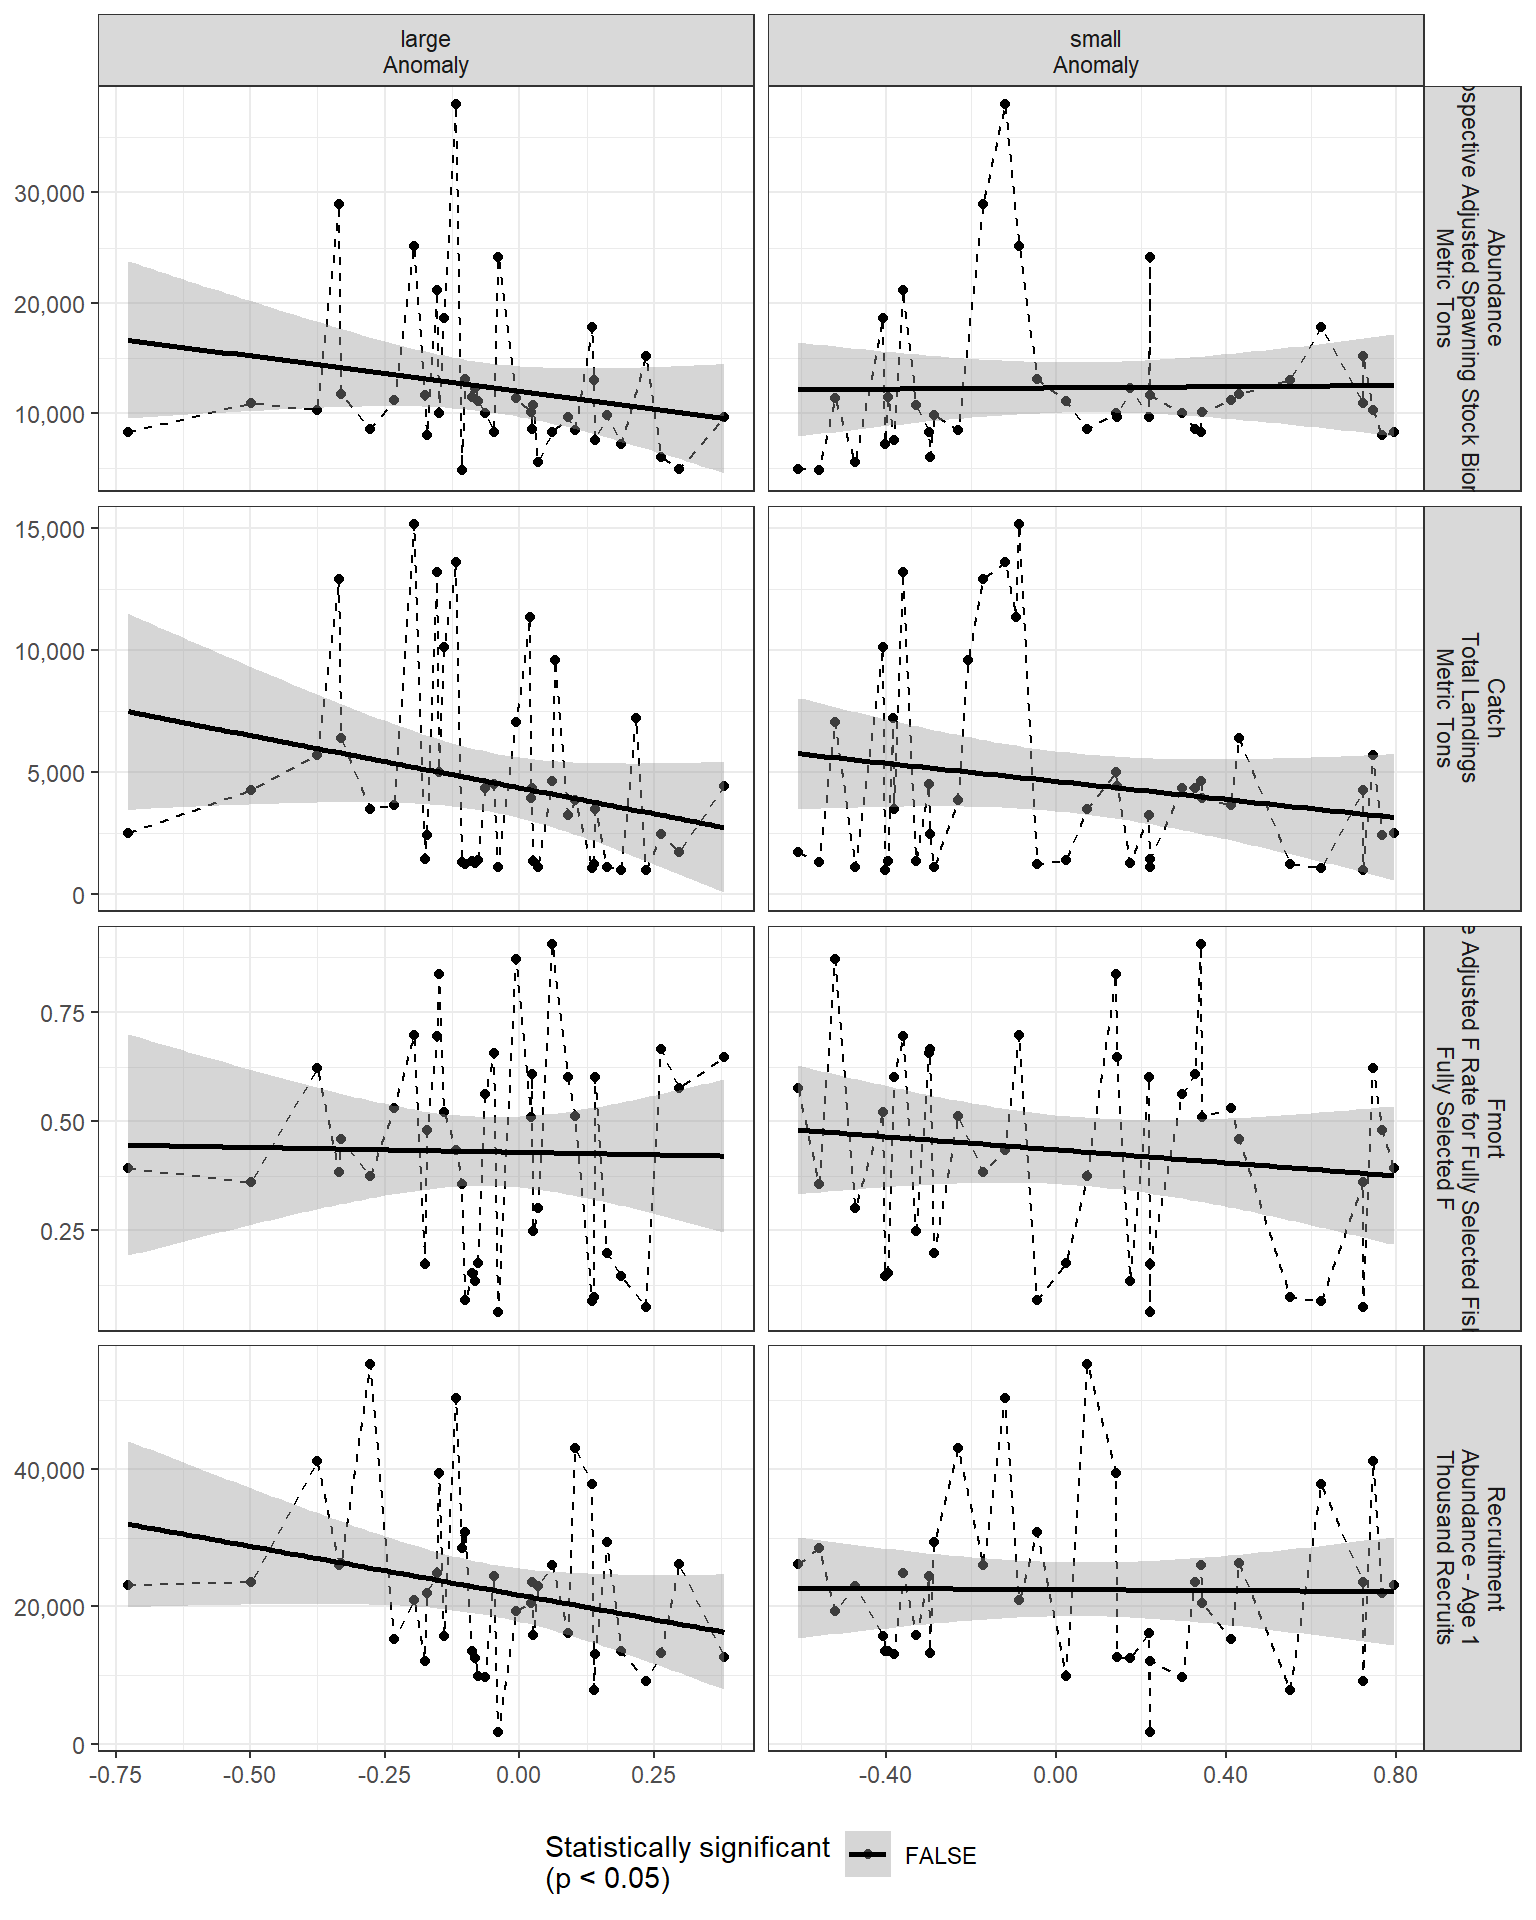 large
Anomaly
small
Anomaly
30,000
20,000
10,000
Abundance
Adjusted Spawning Stock
Metric Tons
15,000
10,000
5,000
0
Catch
Total Landings
Metric Tons
0.75
0.50
0.25
Fmort
Adjusted F Rate for Fully Selected
Fully Selected F
40,000
20,000
0
Recruitment
Abundance - Age 1
Thousand Recruits
-0.75
-0.50
-0.25
0.00
0.25
-0.40
0.00
0.40
0.80
Statistically significant
(p < 0.05)
FALSE